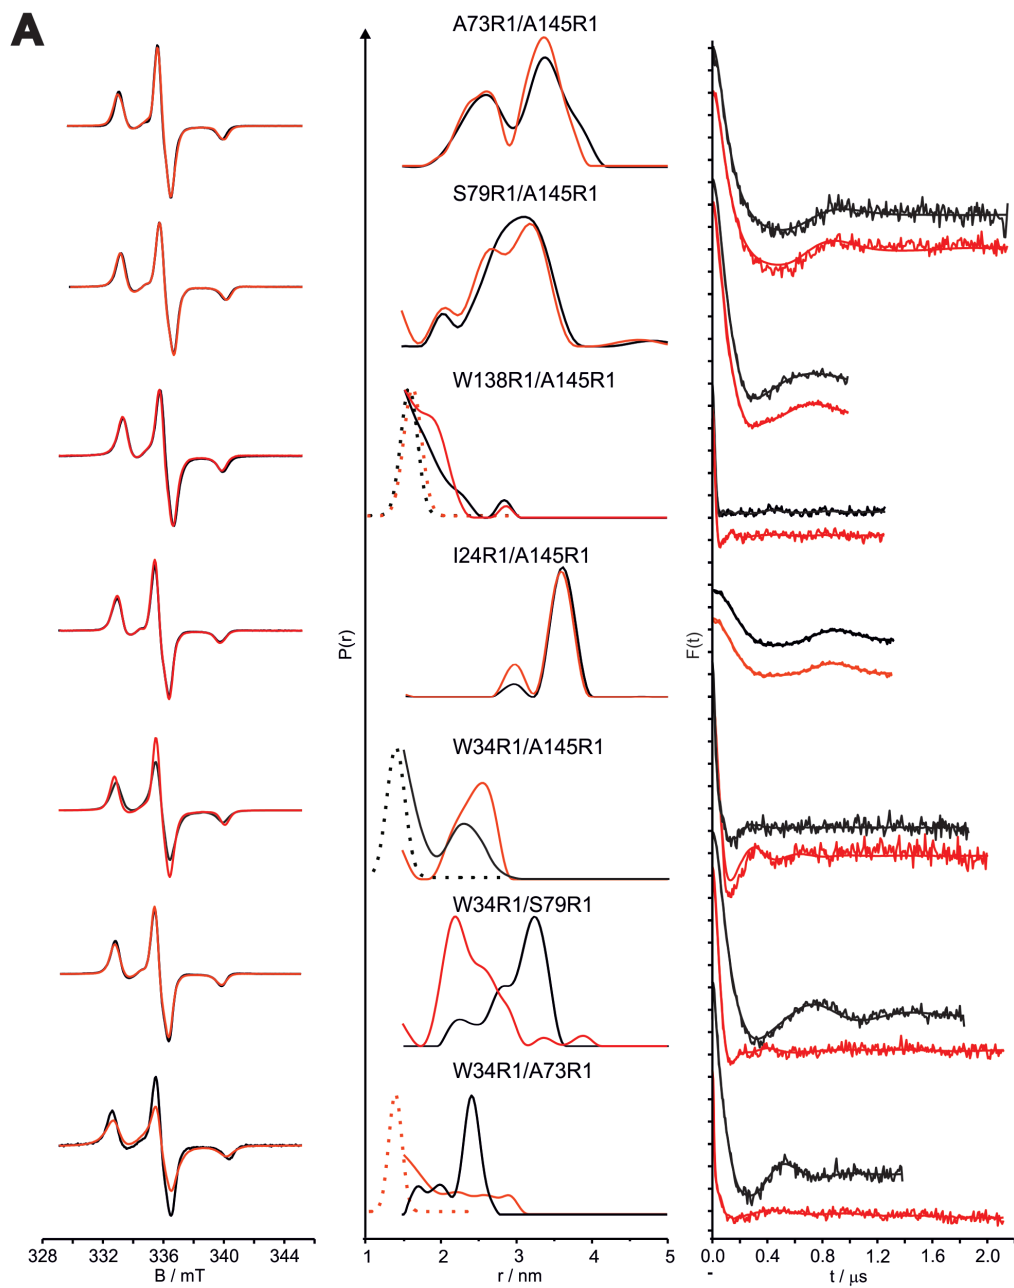 A
A73R1/A145R1
S79R1/A145R1
W138R1/A145R1
I24R1/A145R1
W34R1/A145R1
W34R1/S79R1
W34R1/A73R1
P(r)
F(t)
328 332 336 340 344
B / mT
1 2 3 4 5
r / nm
0.0 0.4 0.8 1.2 1.6 2.0
t / μs